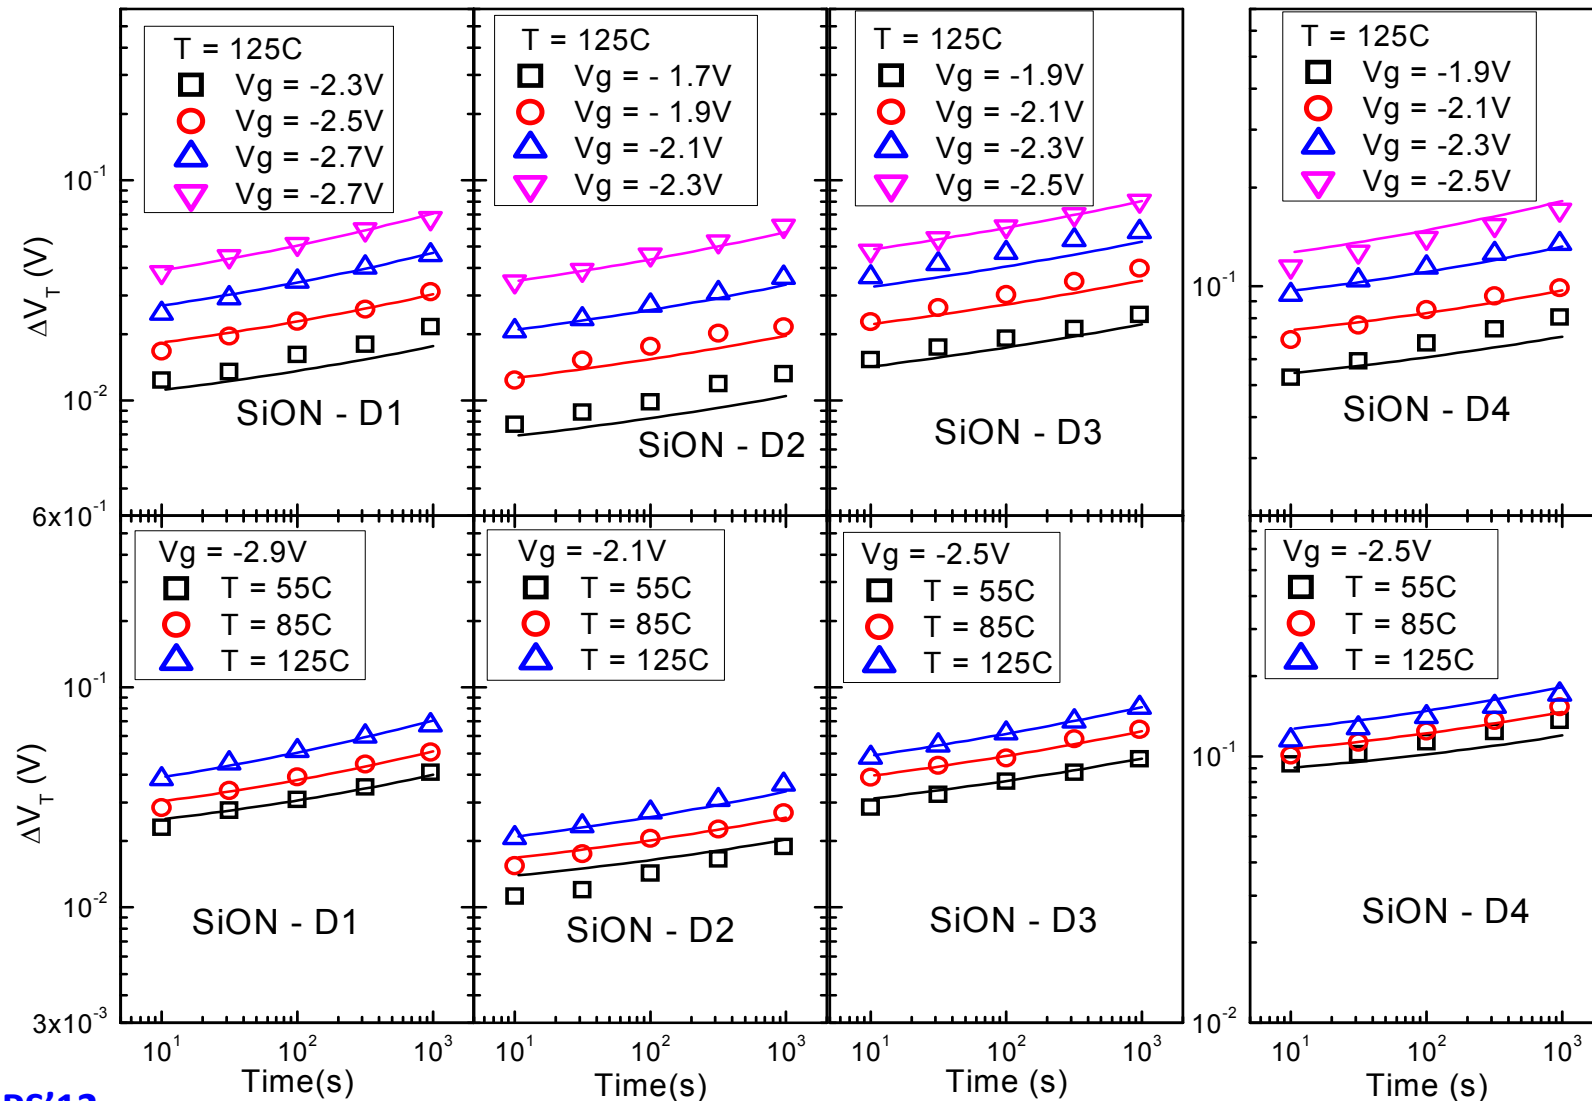 T = 125C
Vg = -2.3V
Vg = -2.5V
Vg = -2.7V
Vg = -2.7V
SiON - D1
T = 125C
Vg = - 1.7V
Vg = - 1.9V
Vg = -2.1V
Vg = -2.3V
SiON - D2
T = 125C
Vg = -1.9V
Vg = -2.1V
Vg = -2.3V
Vg = -2.5V
SiON - D3
T = 125C
Vg = -1.9V
Vg = -2.1V
Vg = -2.3V
Vg = -2.5V
SiON - D4
10⁻¹
10⁻²
ΔV_T (V)
10⁻¹
6x10⁻¹
Vg = -2.9V
T = 55C
T = 85C
T = 125C
SiON - D1
Vg = -2.1V
T = 55C
T = 85C
T = 125C
SiON - D2
Vg = -2.5V
T = 55C
T = 85C
T = 125C
SiON - D3
Vg = -2.5V
T = 55C
T = 85C
T = 125C
SiON - D4
10⁻¹
10⁻²
3x10⁻³
ΔV_T (V)
10⁻¹
10⁻²
10¹ 10² 10³
10¹ 10² 10³
10¹ 10² 10³
10¹ 10² 10³
Time(s)
Time(s)
Time (s)
Time (s)